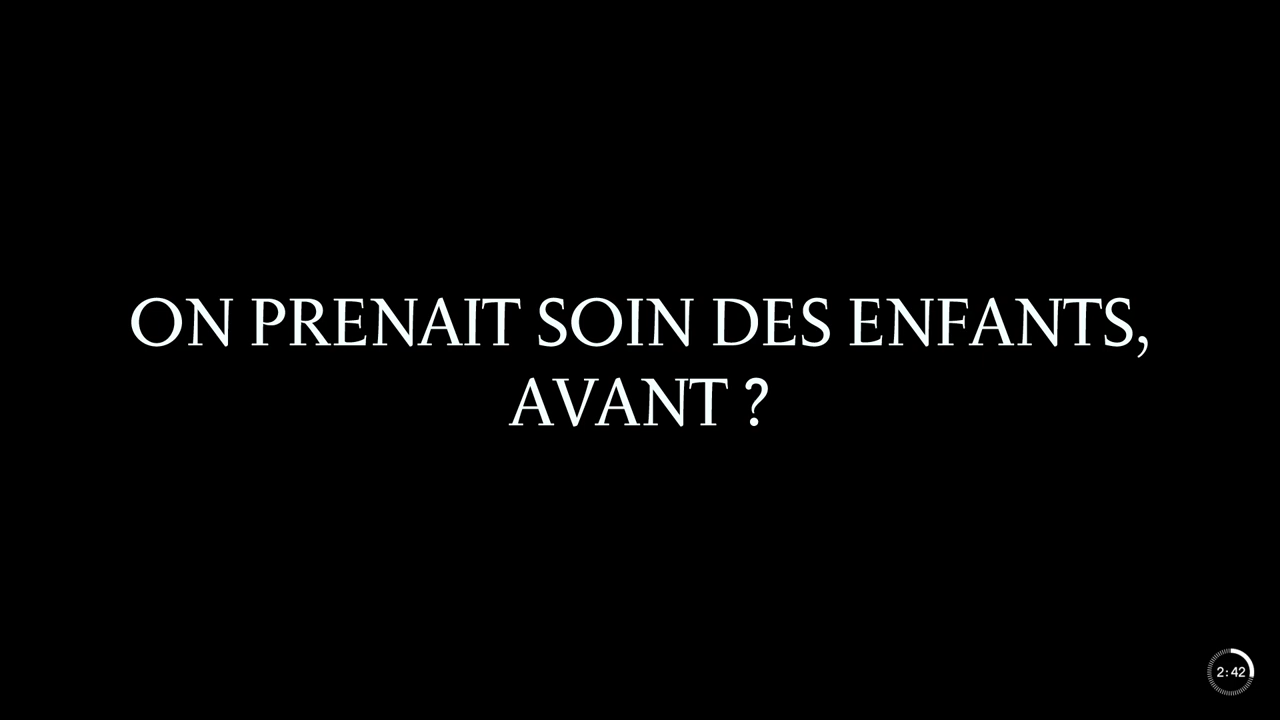 ON PRENAIT SOIN DES ENFANTS,
AVANT ?
2:42